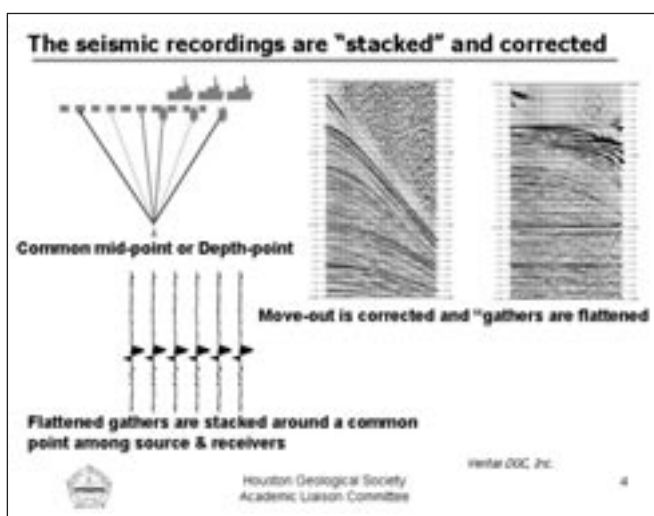 The seismic recordings are "stacked" and corrected
Common mid-point or Depth-point
Move-out is corrected and "gathers are flattened
Flattened gathers are stacked around a common
point among source & receivers
Veritas DGC, Inc.
Houston Geological Society
Academic Liaison Committee
4